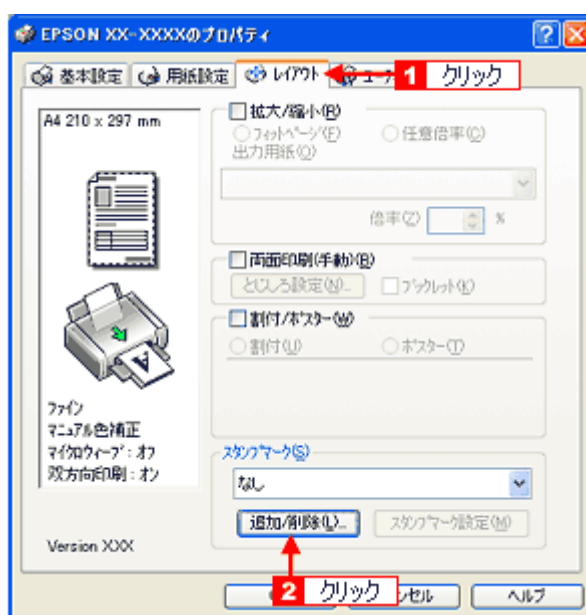 EPSON XX-XXXXのプロパティ
基本設定 用紙設定 レイアウト
1 クリック
A4 210 x 297 mm
拡大/縮小(R)
フィットページ(F) 任意倍率(C)
出力用紙(O)
倍率(Z) %
両面印刷(手動)(B)
とじしろ設定(N)... ブックレット(K)
割付/ポスター(W)
割付(U) ポスター(T)
ファイン
マニュアル色補正
マイクロウィーブ：オフ
双方向印刷：オン
スタンプマーク(S)
なし
追加/削除(L)... スタンプマーク設定(M)
Version XXX
2 クリック
ヘルプ